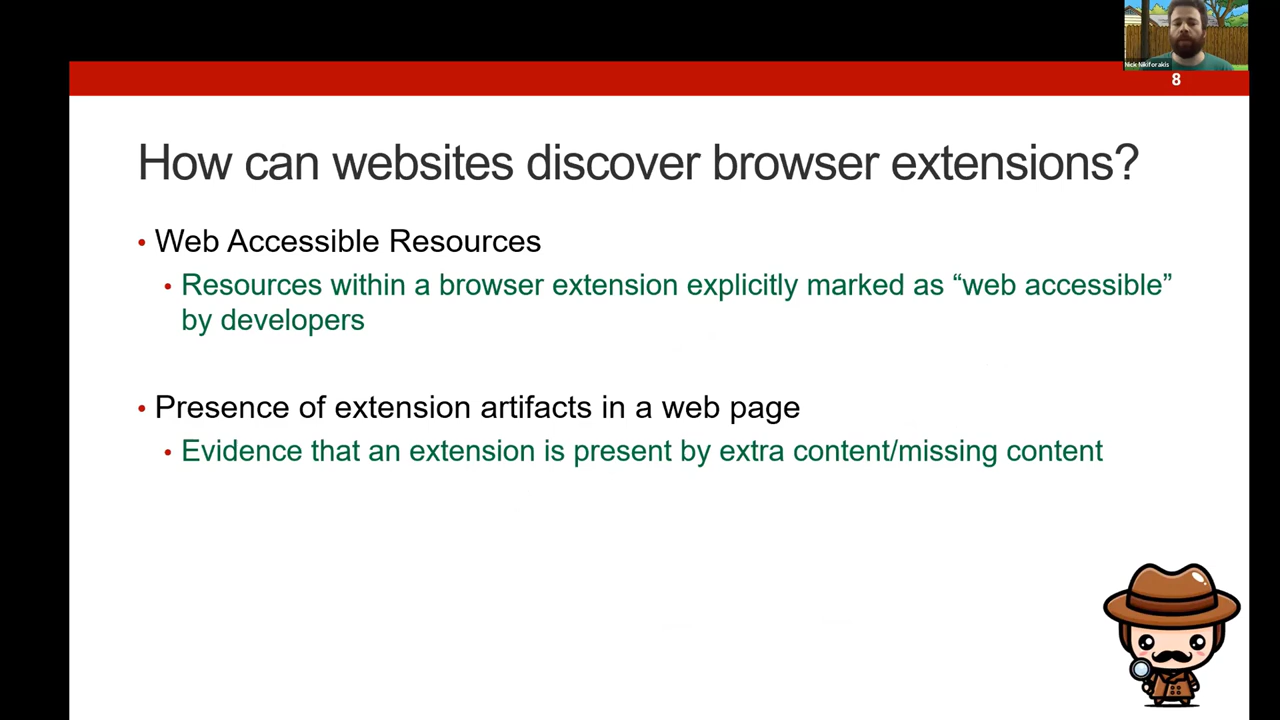 Nick Nikiforakis
8
How can websites discover browser extensions?
• Web Accessible Resources
• Resources within a browser extension explicitly marked as “web accessible”
by developers
• Presence of extension artifacts in a web page
• Evidence that an extension is present by extra content/missing content